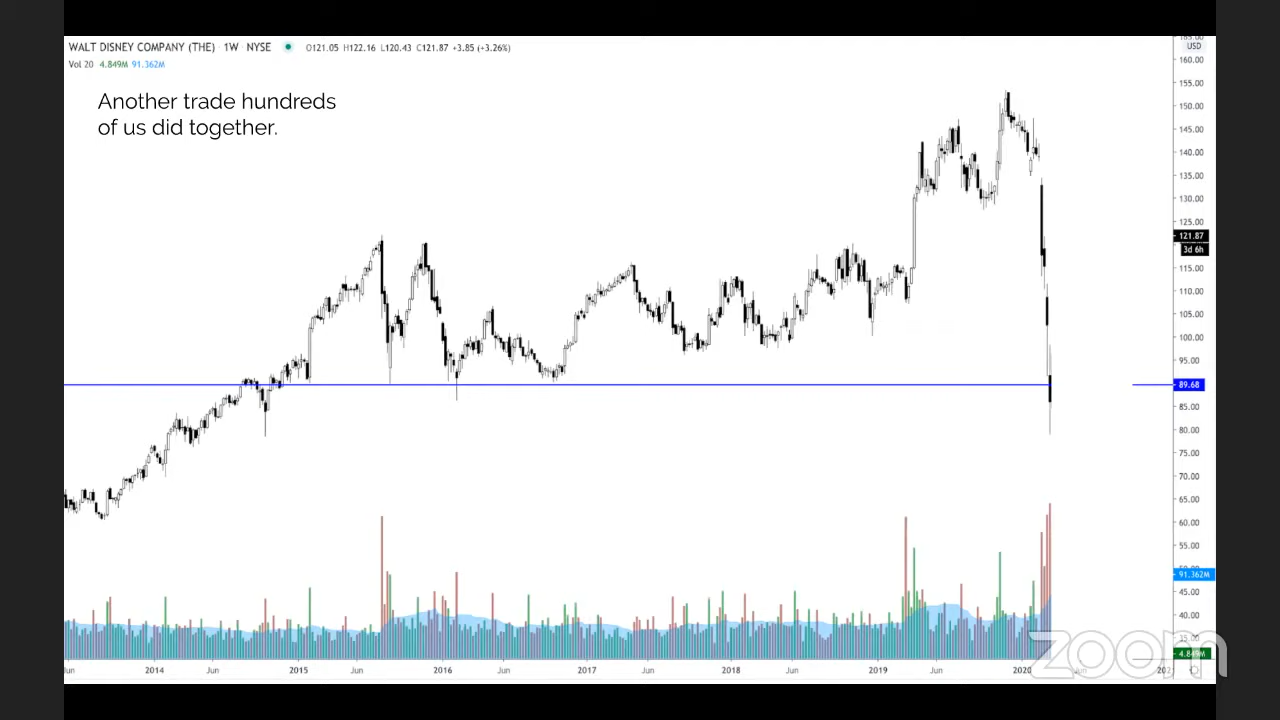 WALT DISNEY COMPANY (THE) · 1W · NYSE O121.05 H122.16 L120.43 C121.87 +3.85 (+3.26%)
Vol 20 4.849M 91.362M
Another trade hundreds
of us did together.
165.00
USD
160.00
155.00
150.00
145.00
140.00
135.00
130.00
125.00
121.87
3d 6h
115.00
110.00
105.00
100.00
95.00
89.68
85.00
80.00
75.00
70.00
65.00
60.00
55.00
91.362M
45.00
40.00
35.00
4.849M
zoom
Jun 2014 Jun 2015 Jun 2016 Jun 2017 Jun 2018 Jun 2019 Jun 2020 Jun